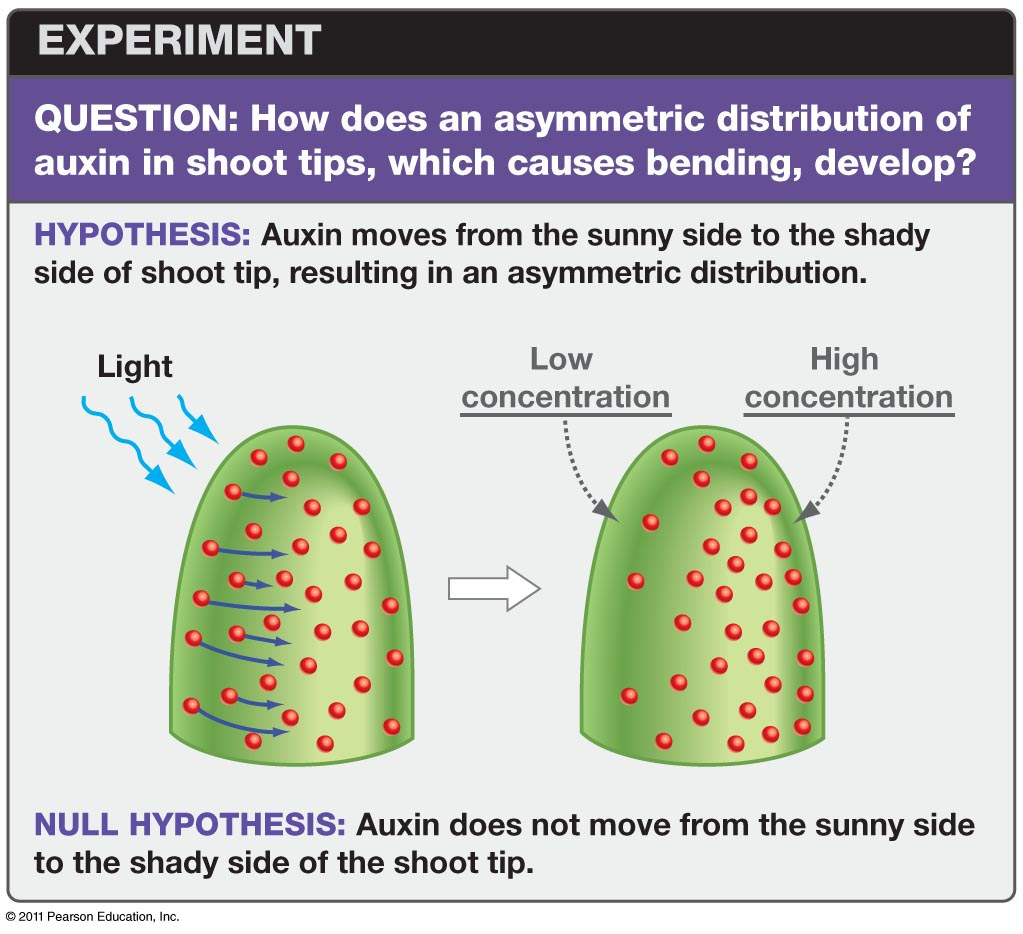 EXPERIMENT
QUESTION: How does an asymmetric distribution of
auxin in shoot tips, which causes bending, develop?
HYPOTHESIS: Auxin moves from the sunny side to the shady
side of shoot tip, resulting in an asymmetric distribution.
Light
Low
concentration
High
concentration
NULL HYPOTHESIS: Auxin does not move from the sunny side
to the shady side of the shoot tip.
© 2011 Pearson Education, Inc.